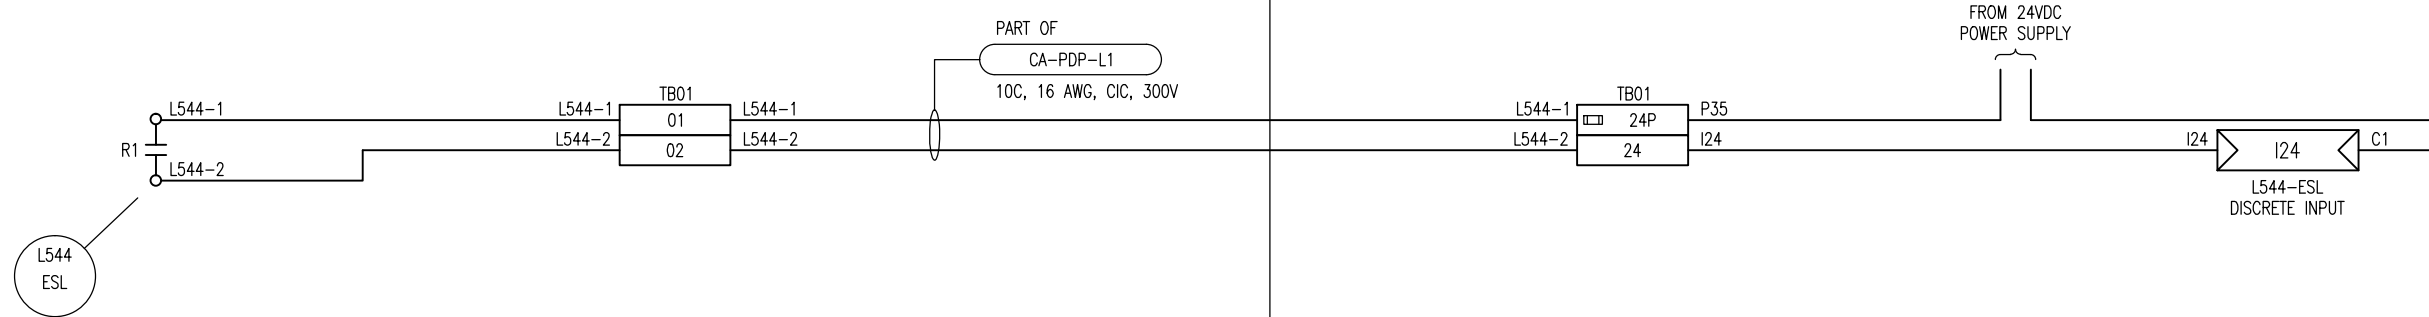 FROM 24VDC
POWER SUPPLY
PART OF
CA-PDP-L1
10C, 16 AWG, CIC, 300V
L544-1
L544-1
TB01
01
L544-1
L544-1
TB01
24P
P35
R1
L544-2
L544-2
02
L544-2
L544-2
24
I24
I24
I24
C1
L544-ESL
DISCRETE INPUT
L544
ESL